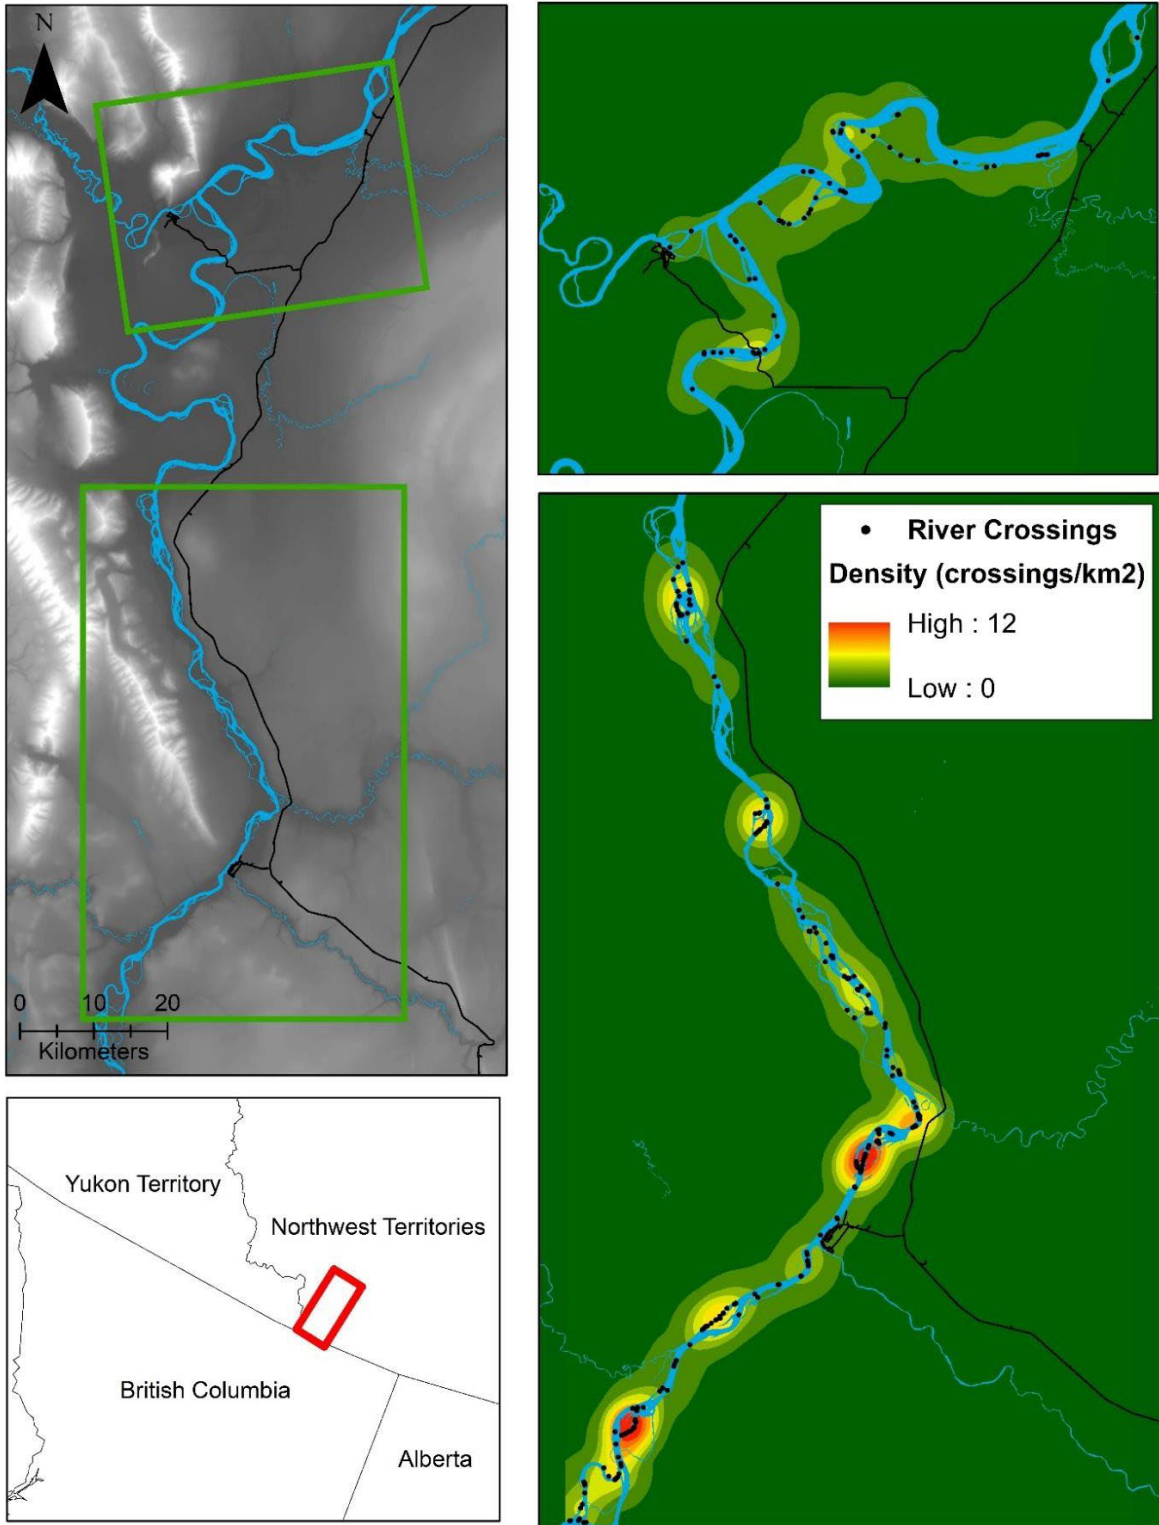 N
0 10 20
Kilometers
Yukon Territory
Northwest Territories
British Columbia
Alberta
River Crossings
Density (crossings/km2)
High : 12
Low : 0